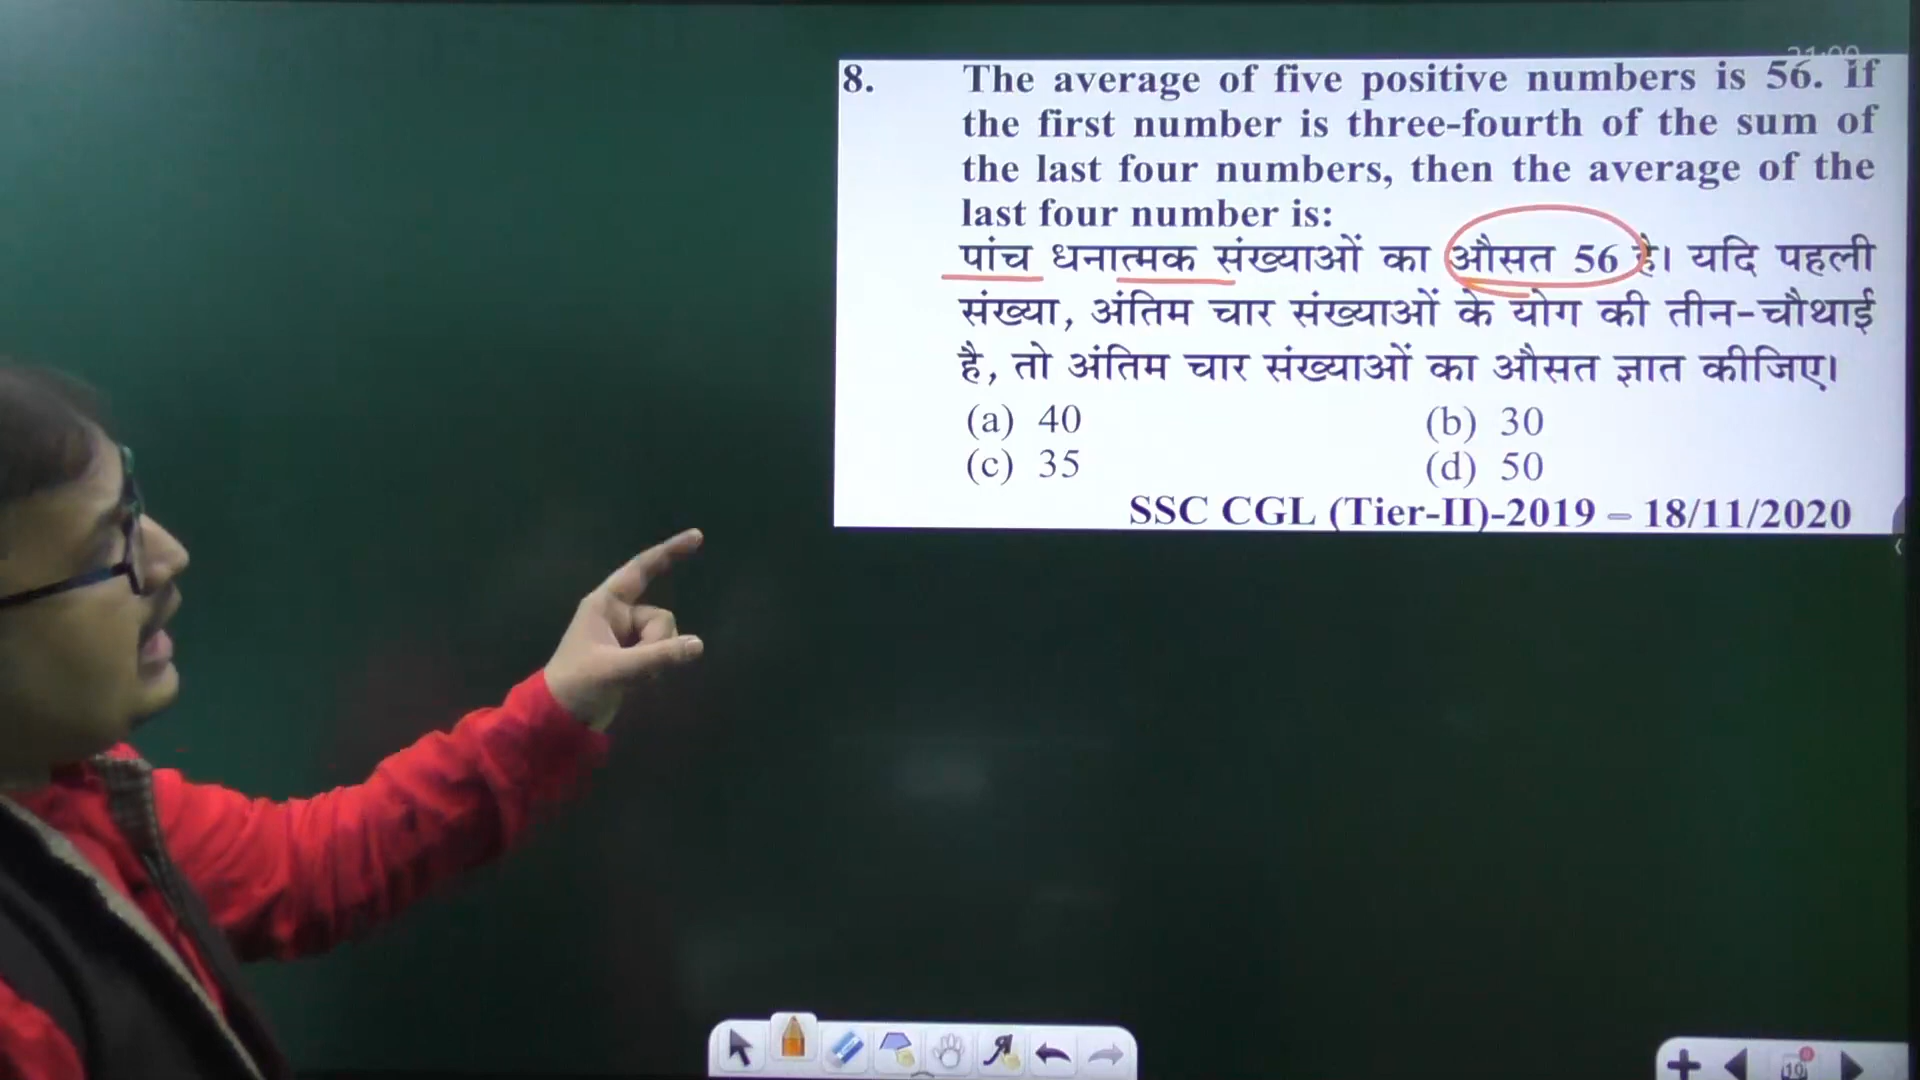 8. The average of five positive numbers is 56. If
the first number is three-fourth of the sum of
the last four numbers, then the average of the
last four number is:
पांच धनात्मक संख्याओं का औसत 56 है। यदि पहली
संख्या, अंतिम चार संख्याओं के योग की तीन-चौथाई
है, तो अंतिम चार संख्याओं का औसत ज्ञात कीजिए।
(a) 40 (b) 30
(c) 35 (d) 50
SSC CGL (Tier-II)-2019 – 18/11/2020
10